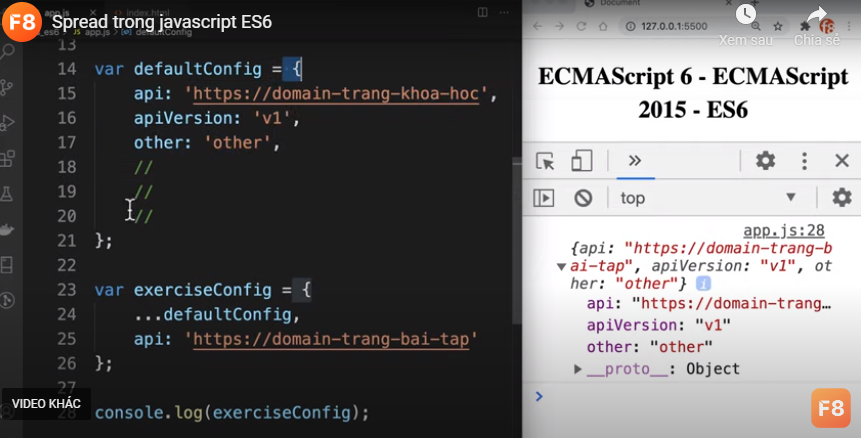 F8 Spread trong javascript ES6
app.js
index.html
_es6 > JS app.js > defaultConfig
13
14 var defaultConfig = {
15 api: 'https://domain-trang-khoa-hoc',
16 apiVersion: 'v1',
17 other: 'other',
18 //
19 //
20 //
21 };
22
23 var exerciseConfig = {
24 ...defaultConfig,
25 api: 'https://domain-trang-bai-tap'
26 };
27
28 console.log(exerciseConfig);
VIDEO KHÁC
Document
127.0.0.1:5500
Xem sau
Chia sẻ
ECMAScript 6 - ECMAScript
2015 - ES6
»
top
app.js:28
{api: "https://domain-trang-b
ai-tap", apiVersion: "v1", ot
her: "other"} i
api: "https://domain-trang…
apiVersion: "v1"
other: "other"
__proto__: Object
F8